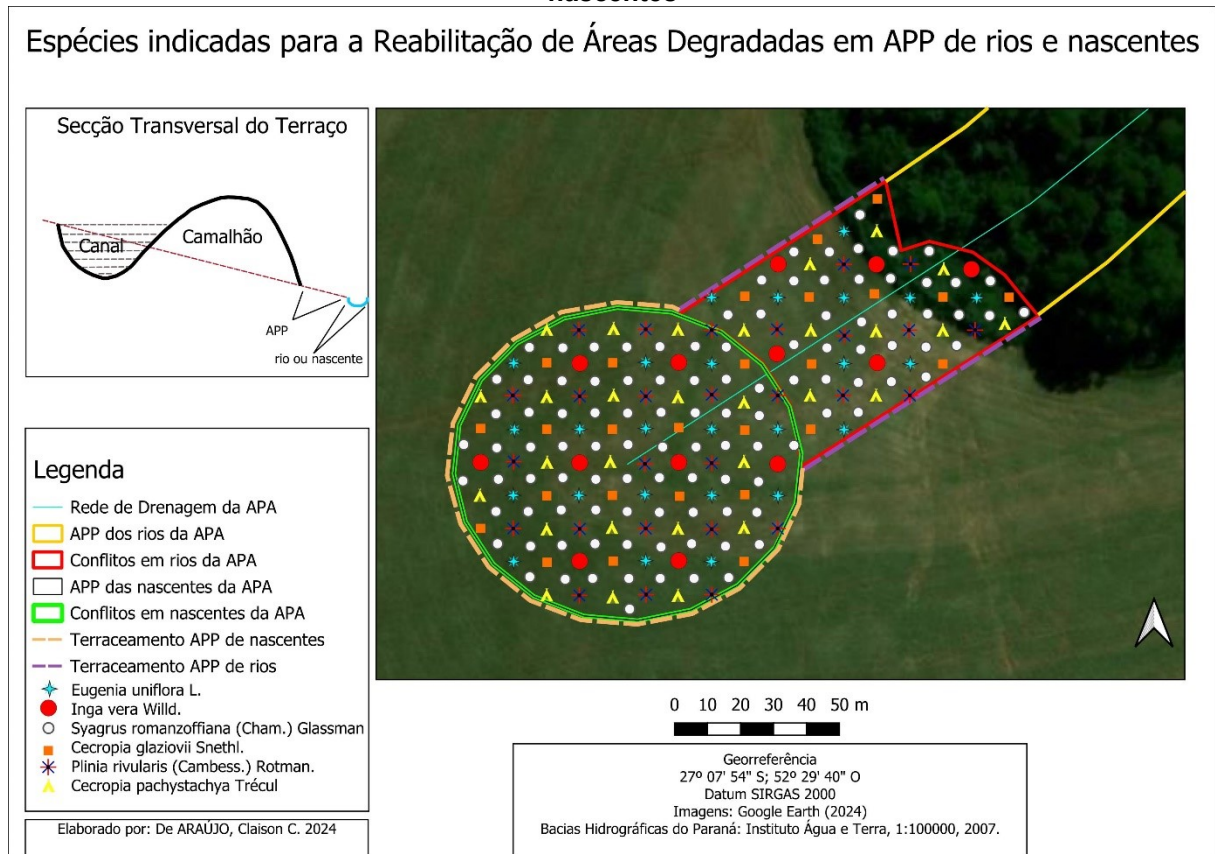 nascentes
Espécies indicadas para a Reabilitação de Áreas Degradadas em APP de rios e nascentes
Secção Transversal do Terraço
Canal
Camalhão
APP
rio ou nascente
Legenda
Rede de Drenagem da APA
APP dos rios da APA
Conflitos em rios da APA
APP das nascentes da APA
Conflitos em nascentes da APA
Terraceamento APP de nascentes
Terraceamento APP de rios
Eugenia uniflora L.
Inga vera Willd.
Syagrus romanzoffiana (Cham.) Glassman
Cecropia glaziovii Snethl.
Plinia rivularis (Cambess.) Rotman.
Cecropia pachystachya Trécul
Elaborado por: De ARAÚJO, Claison C. 2024
0 10 20 30 40 50 m
Georreferência
27º 07' 54" S; 52º 29' 40" O
Datum SIRGAS 2000
Imagens: Google Earth (2024)
Bacias Hidrográficas do Paraná: Instituto Água e Terra, 1:100000, 2007.